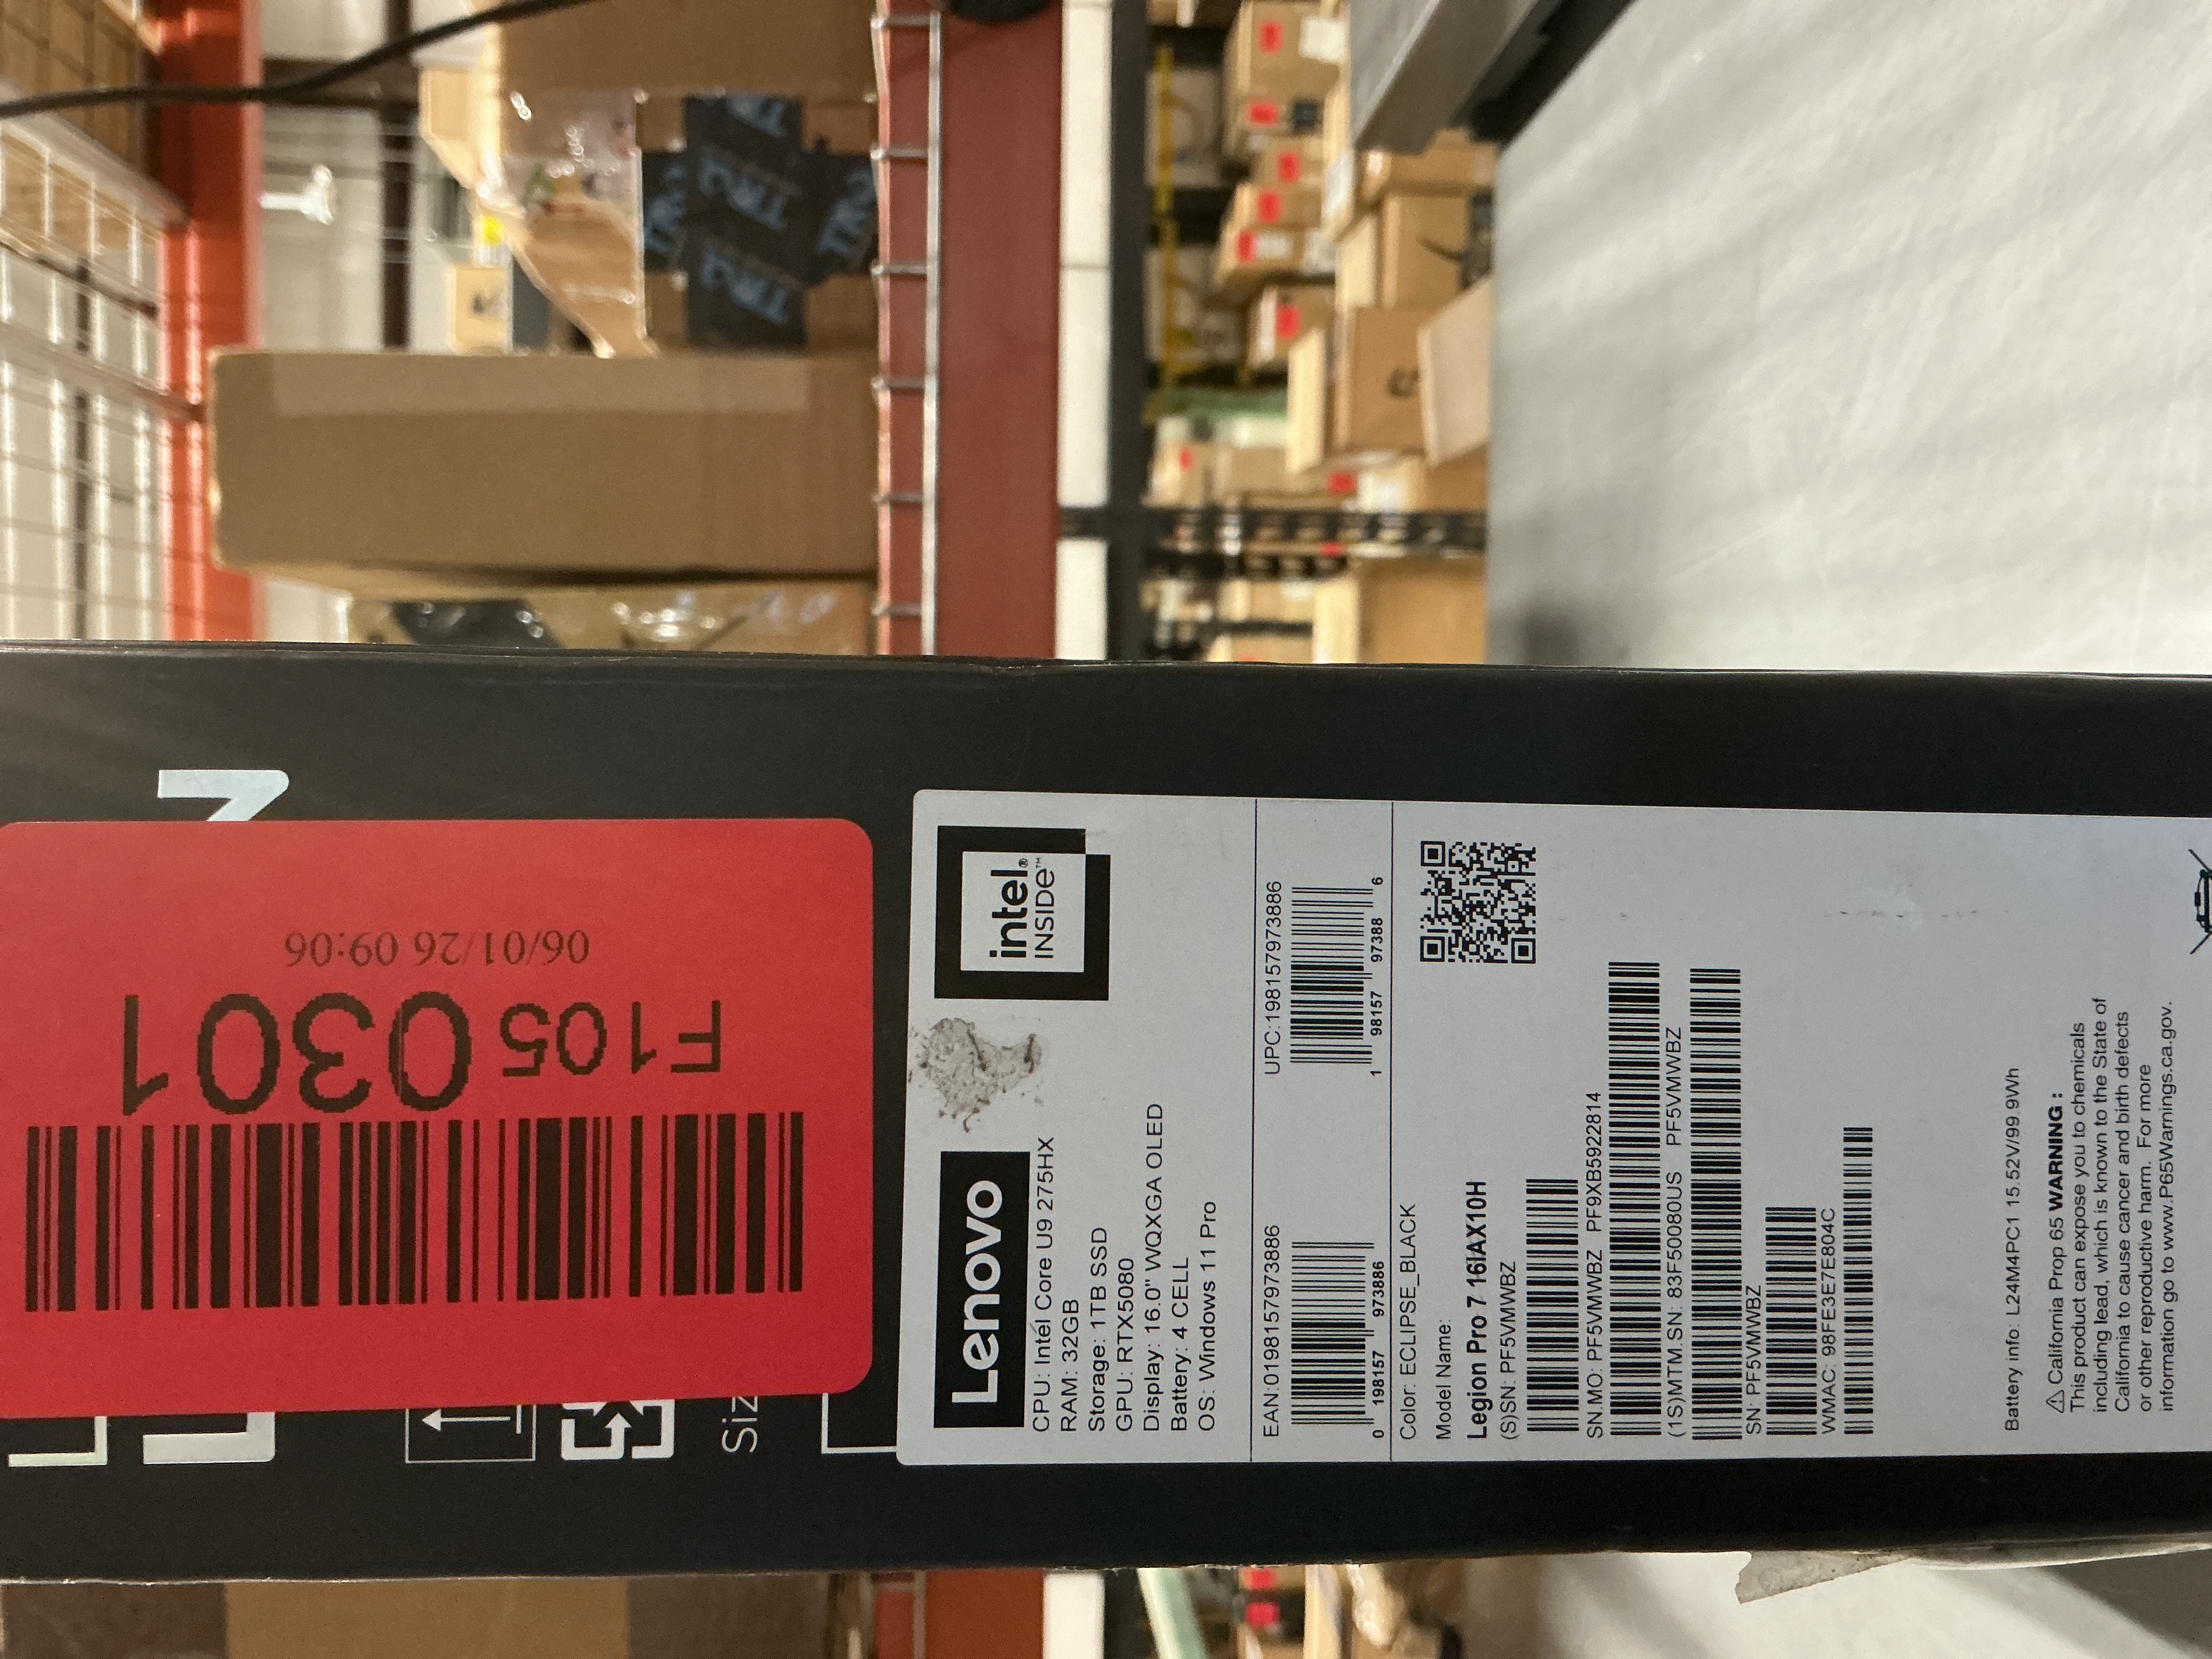 F105 0301
06/01/26 09:06
Siz
Lenovo
intel®
INSIDE™
CPU: Intel Core U9 275HX
RAM: 32GB
Storage: 1TB SSD
GPU: RTX5080
Display: 16.0" WQXGA OLED
Battery: 4 CELL
OS: Windows 11 Pro
EAN:0198157973886
0 198157 973886
UPC:198157973886
1 98157 97388 6
Color: ECLIPSE_BLACK
Model Name:
Legion Pro 7 16IAX10H
(S)SN: PF5VMWBZ
SN.MO: PF5VMWBZ PF9XB5922814
(1S)MTM.SN: 83F50080US PF5VMWBZ
SN: PF5VMWBZ
WMAC: 98FE3E7E804C
Battery info: L24M4PC1 15.52V/99.9Wh
⚠ California Prop 65 WARNING :
This product can expose you to chemicals
including lead, which is known to the State of
California to cause cancer and birth defects
or other reproductive harm. For more
information go to www.P65Warnings.ca.gov.
TR2
TR2
TR2